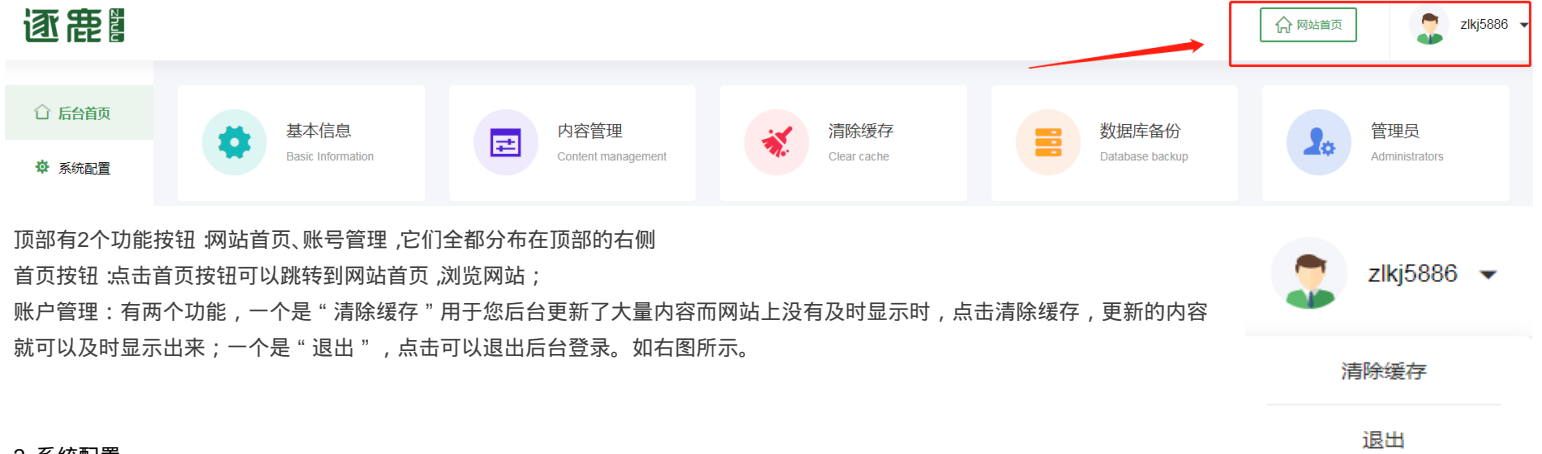 逐鹿 ZHULU
网站首页
zlkj5886
后台首页
系统配置
基本信息
Basic Information
内容管理
Content management
清除缓存
Clear cache
数据库备份
Database backup
管理员
Administrators
顶部有2个功能按钮:网站首页、账号管理,它们全都分布在顶部的右侧
首页按钮:点击首页按钮可以跳转到网站首页,浏览网站;
账户管理:有两个功能,一个是“清除缓存”用于您后台更新了大量内容而网站上没有及时显示时,点击清除缓存,更新的内容
就可以及时显示出来;一个是“退出”,点击可以退出后台登录。如右图所示。
zlkj5886
清除缓存
退出
系统配置